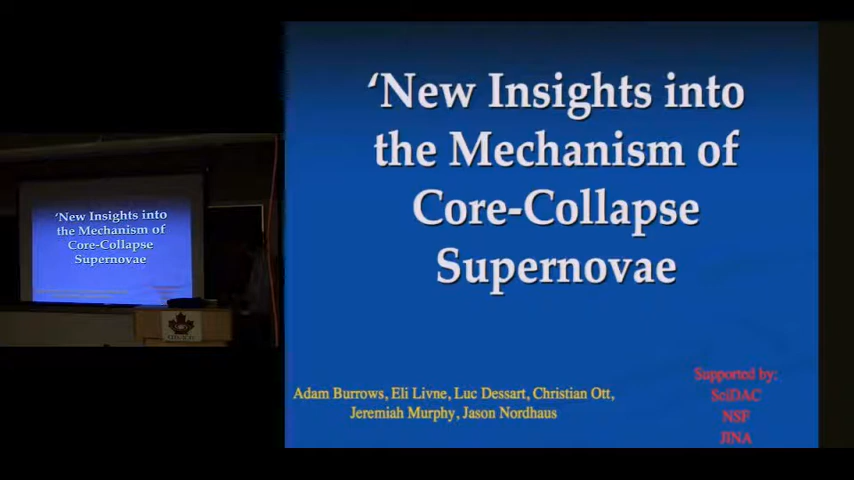 ‘New Insights into
the Mechanism of
Core-Collapse
Supernovae
Adam Burrows, Eli Livne, Luc Dessart, Christian Ott,
Jeremiah Murphy, Jason Nordhaus
Supported by:
SciDAC
NSF
JINA
‘New Insights into
the Mechanism of
Core-Collapse
Supernovae